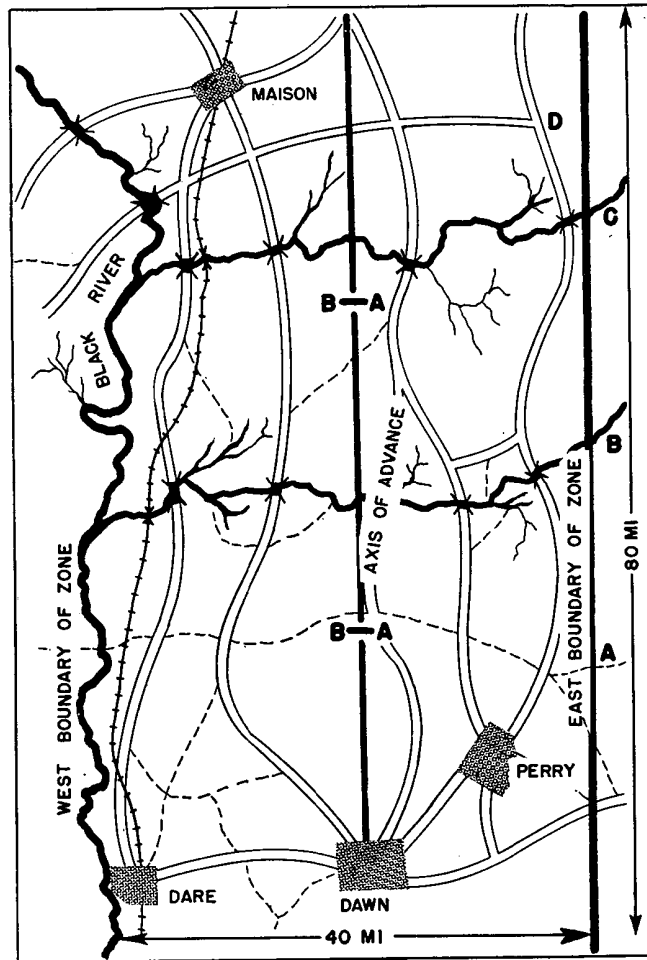 MAISON
D
C
BLACK RIVER
B—A
AXIS OF ADVANCE
B
WEST BOUNDARY OF ZONE
EAST BOUNDARY OF ZONE
80 MI
B—A
A
PERRY
DARE
DAWN
40 MI